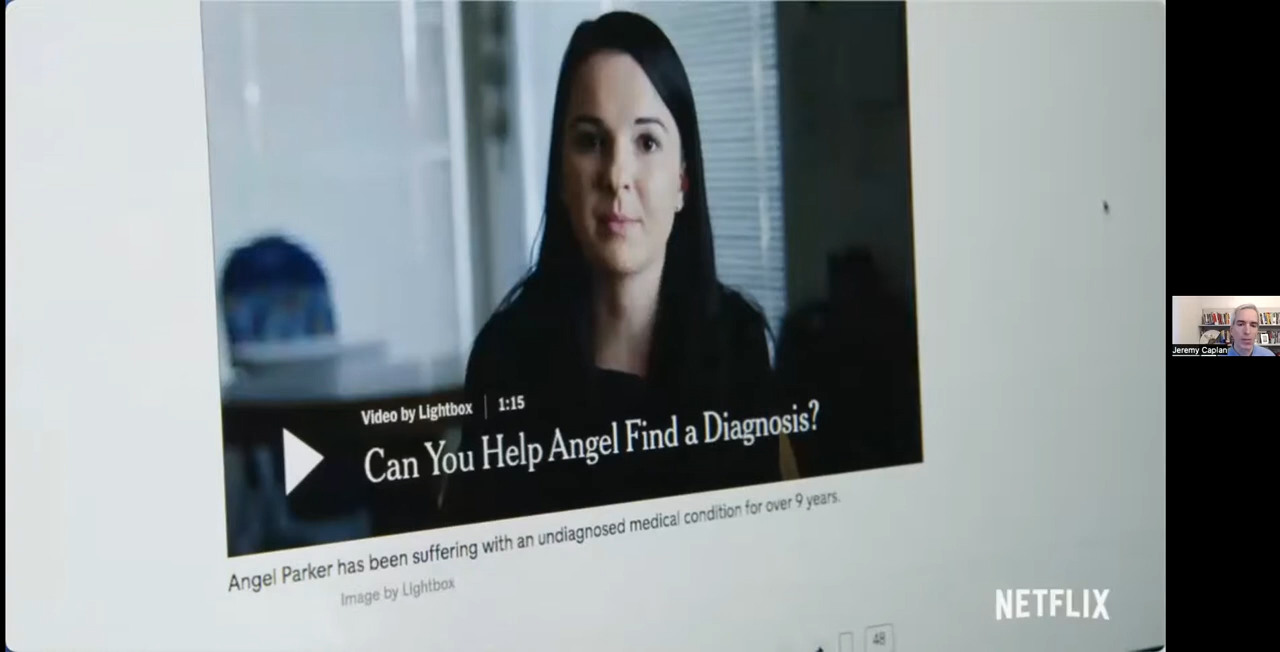 Video by Lightbox | 1:15
Can You Help Angel Find a Diagnosis?
Angel Parker has been suffering with an undiagnosed medical condition for over 9 years.
Image by Lightbox
48
NETFLIX
Jeremy Caplan